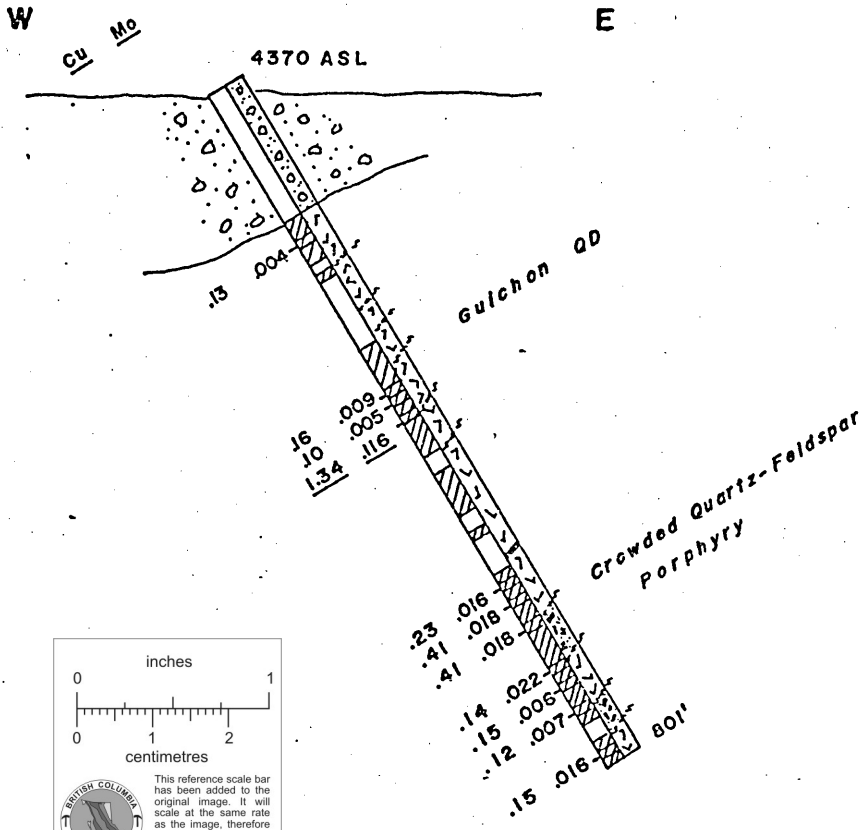 W
E
Cu Mo
4370 ASL
.13 .004
Guichon QD
.16 .009
.10 .005
1.34 .116
Crowded Quartz-Feldspar
Porphyry
.23 .016
.41 .018
.41 .018
.14 .022
.15 .006
.12 .007
.15 .016
801'
inches
0 1
0 1 2
centimetres
BRITISH COLUMBIA
This reference scale bar
has been added to the
original image. It will
scale at the same rate
as the image, therefore